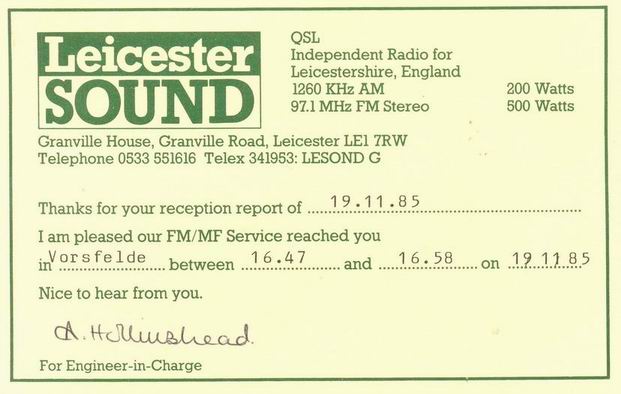 Leicester
SOUND
QSL
Independent Radio for
Leicestershire, England
1260 KHz AM 200 Watts
97.1 MHz FM Stereo 500 Watts
Granville House, Granville Road, Leicester LE1 7RW
Telephone 0533 551616 Telex 341953: LESOND G
Thanks for your reception report of 19.11.85
I am pleased our FM/MF Service reached you
in Vorsfelde between 16.47 and 16.58 on 19 11 85
Nice to hear from you.
A. Hollinshead.
For Engineer-in-Charge